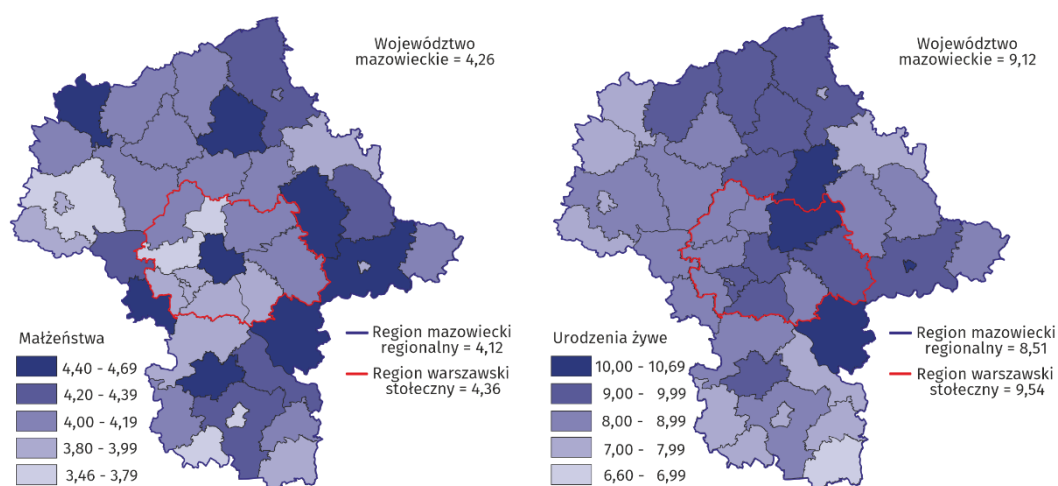 Województwo
mazowieckie = 4,26
Małżeństwa
4,40 - 4,69
4,20 - 4,39
4,00 - 4,19
3,80 - 3,99
3,46 - 3,79
Region mazowiecki
regionalny = 4,12
Region warszawski
stołeczny = 4,36
Województwo
mazowieckie = 9,12
Urodzenia żywe
10,00 - 10,69
9,00 - 9,99
8,00 - 8,99
7,00 - 7,99
6,60 - 6,99
Region mazowiecki
regionalny = 8,51
Region warszawski
stołeczny = 9,54